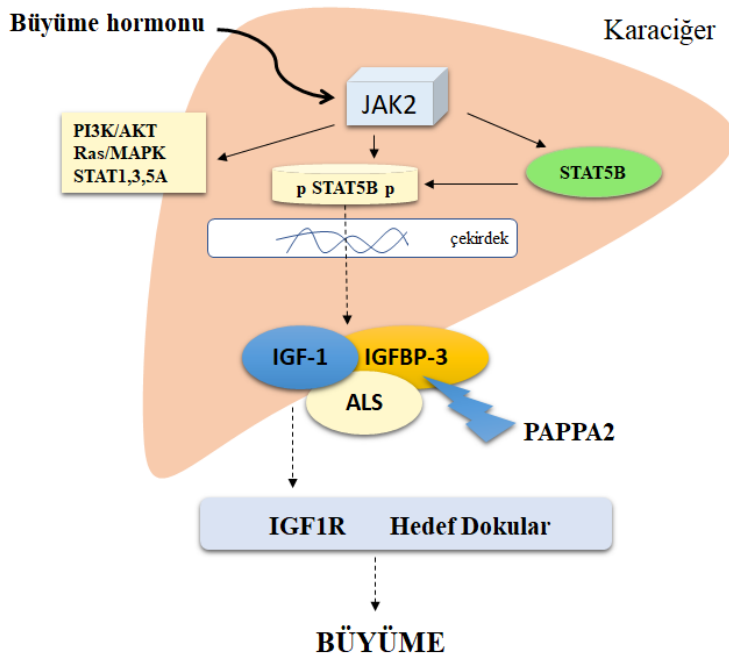 Büyüme hormonu
Karaciğer
JAK2
PI3K/AKT
Ras/MAPK
STAT1,3,5A
p STAT5B p
STAT5B
çekirdek
IGF-1
IGFBP-3
ALS
PAPPA2
IGF1R Hedef Dokular
BÜYÜME